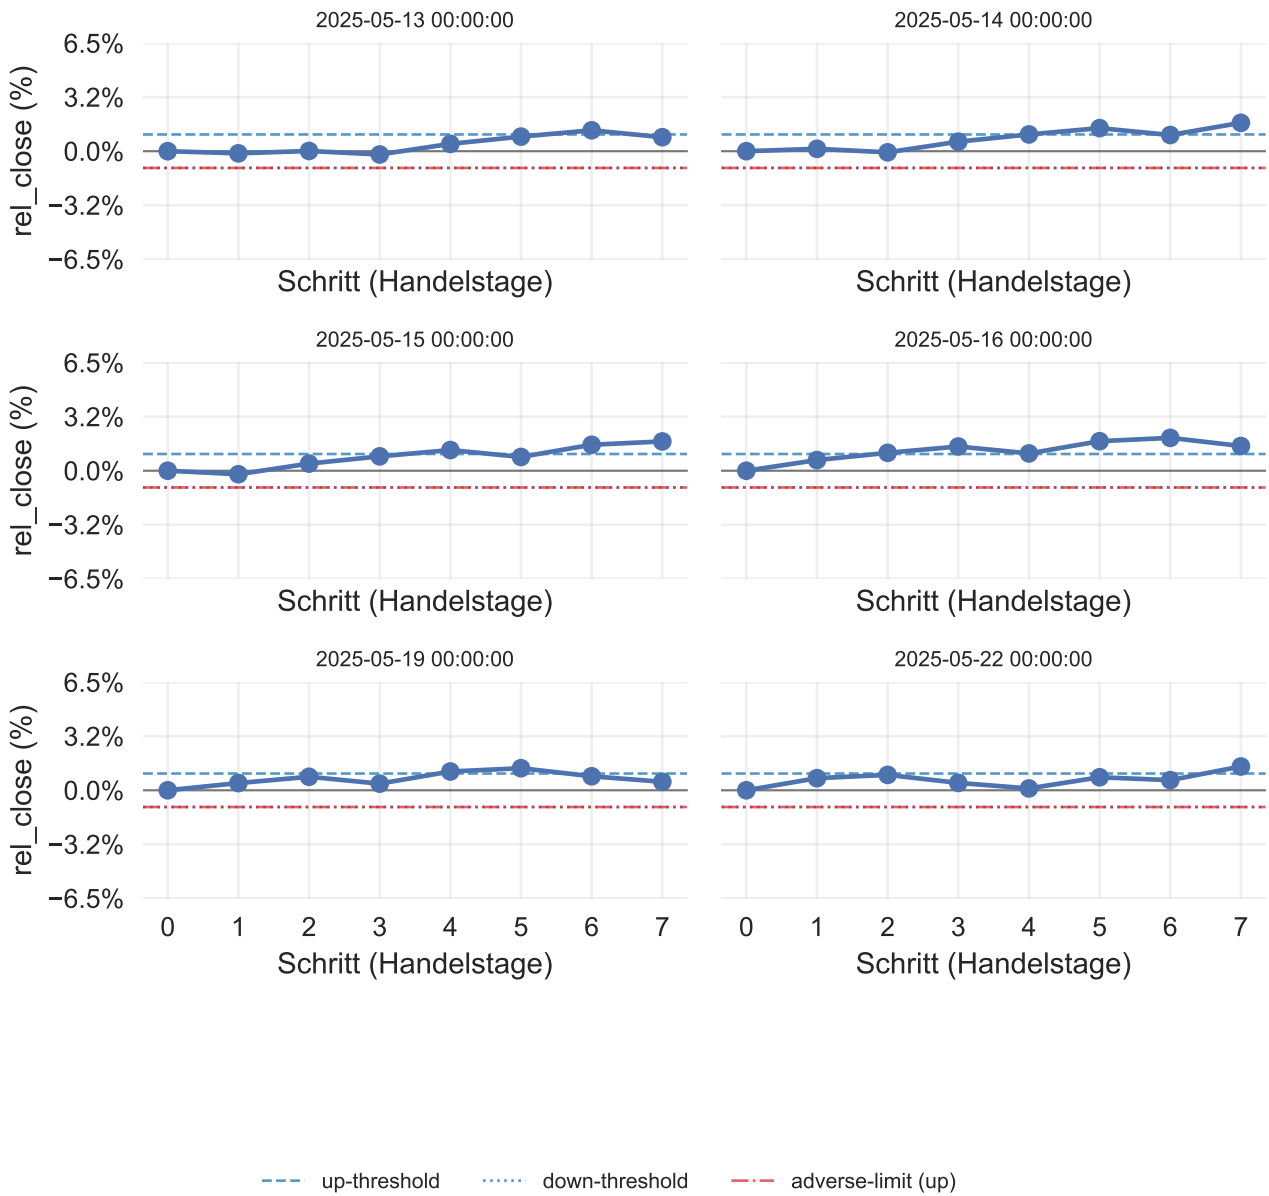 2025-05-13 00:00:00
2025-05-14 00:00:00
rel_close (%)
6.5%
3.2%
0.0%
−3.2%
−6.5%
Schritt (Handelstage)
Schritt (Handelstage)
2025-05-15 00:00:00
2025-05-16 00:00:00
rel_close (%)
6.5%
3.2%
0.0%
−3.2%
−6.5%
Schritt (Handelstage)
Schritt (Handelstage)
2025-05-19 00:00:00
2025-05-22 00:00:00
rel_close (%)
6.5%
3.2%
0.0%
−3.2%
−6.5%
0 1 2 3 4 5 6 7
0 1 2 3 4 5 6 7
Schritt (Handelstage)
Schritt (Handelstage)
up-threshold down-threshold adverse-limit (up)